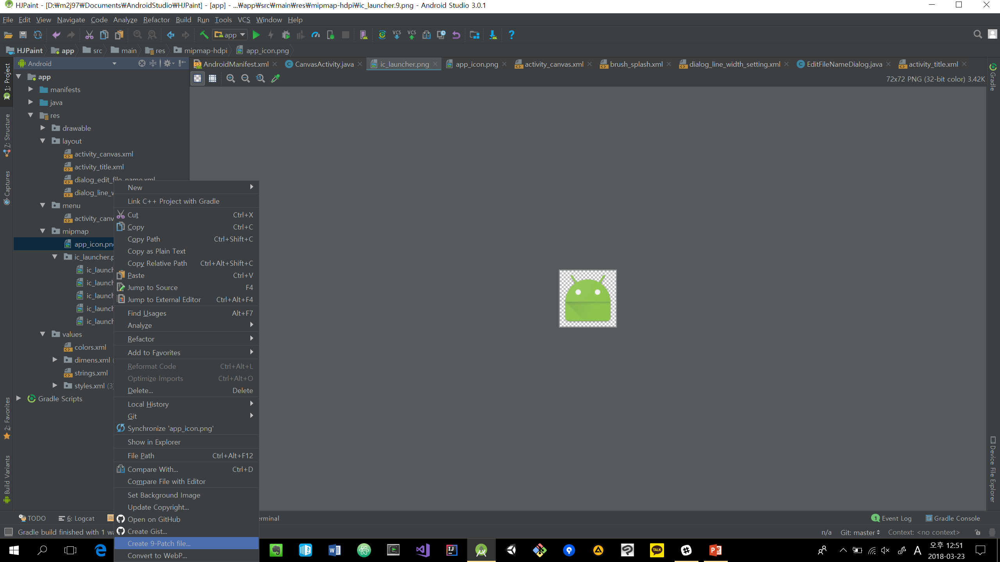 HJPaint - [D:₩m2j97₩Documents₩AndroidStudio₩HJPaint] - [app] - ...₩app₩src₩main₩res₩mipmap-hdpi₩ic_launcher.9.png - Android Studio 3.0.1
File Edit View Navigate Code Analyze Refactor Build Run Tools VCS Window Help
app VCS VCS ?
HJPaint app src main res mipmap-hdpi app_icon.png
Android
AndroidManifest.xml CanvasActivity.java ic_launcher.png app_icon.png activity_canvas.xml brush_splash.xml dialog_line_width_setting.xml EditFileNameDialog.java activity_title.xml
1:1
72x72 PNG (32-bit color) 3.42K
1: Project
7: Structure
Captures
2: Favorites
Build Variants
app
manifests
java
res
drawable
layout
activity_canvas.xml
activity_title.xml
dialog_edit_file_name.xml
dialog_line_w
menu
activity_canv
mipmap
app_icon.png
ic_launcher.p
ic_launch
ic_launch
ic_launch
ic_launch
ic_launch
values
colors.xml
dimens.xml (
strings.xml
styles.xml (3)
Gradle Scripts
New
Link C++ Project with Gradle
Cut Ctrl+X
Copy Ctrl+C
Copy Path Ctrl+Shift+C
Copy as Plain Text
Copy Relative Path Ctrl+Alt+Shift+C
Paste Ctrl+V
Jump to Source F4
Jump to External Editor Ctrl+Alt+F4
Find Usages Alt+F7
Analyze
Refactor
Add to Favorites
Reformat Code Ctrl+Alt+L
Optimize Imports Ctrl+Alt+O
Delete... Delete
Local History
Git
Synchronize 'app_icon.png'
Show in Explorer
File Path Ctrl+Alt+F12
Compare With... Ctrl+D
Compare File with Editor
Set Background Image
Update Copyright...
Open on GitHub
Create Gist...
Create 9-Patch file...
Convert to WebP...
Gradle
Device File Explorer
TODO 6: Logcat erminal 1 Event Log Gradle Console
Gradle build finished with 1 wa n/a Git: master Context: <no context>
IJ TALK A
오후 12:51
2018-03-23